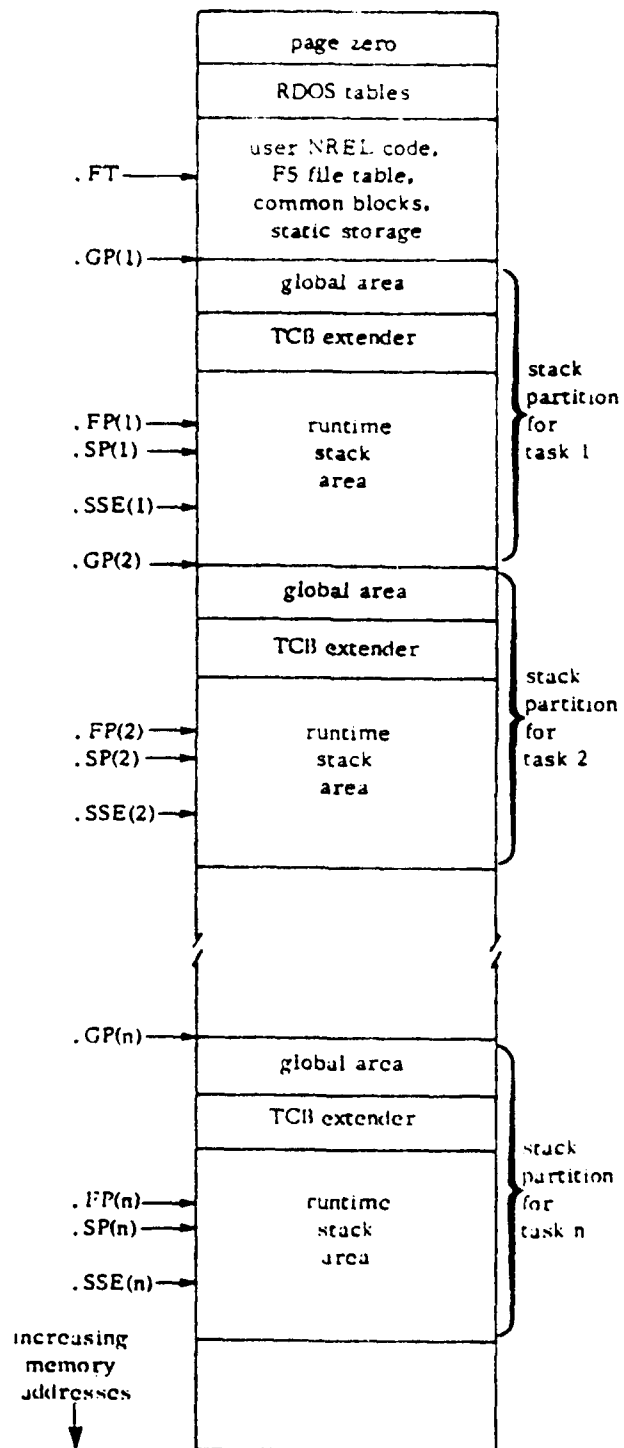 page zero
RDOS tables
user NREL code,
F5 file table,
common blocks,
static storage
.FT
.GP(1)
global area
TCB extender
runtime
stack
area
.FP(1)
.SP(1)
.SSE(1)
stack
partition
for
task 1
.GP(2)
global area
TCB extender
runtime
stack
area
.FP(2)
.SP(2)
.SSE(2)
stack
partition
for
task 2
.GP(n)
global area
TCB extender
runtime
stack
area
.FP(n)
.SP(n)
.SSE(n)
stack
partition
for
task n
increasing
memory
addresses